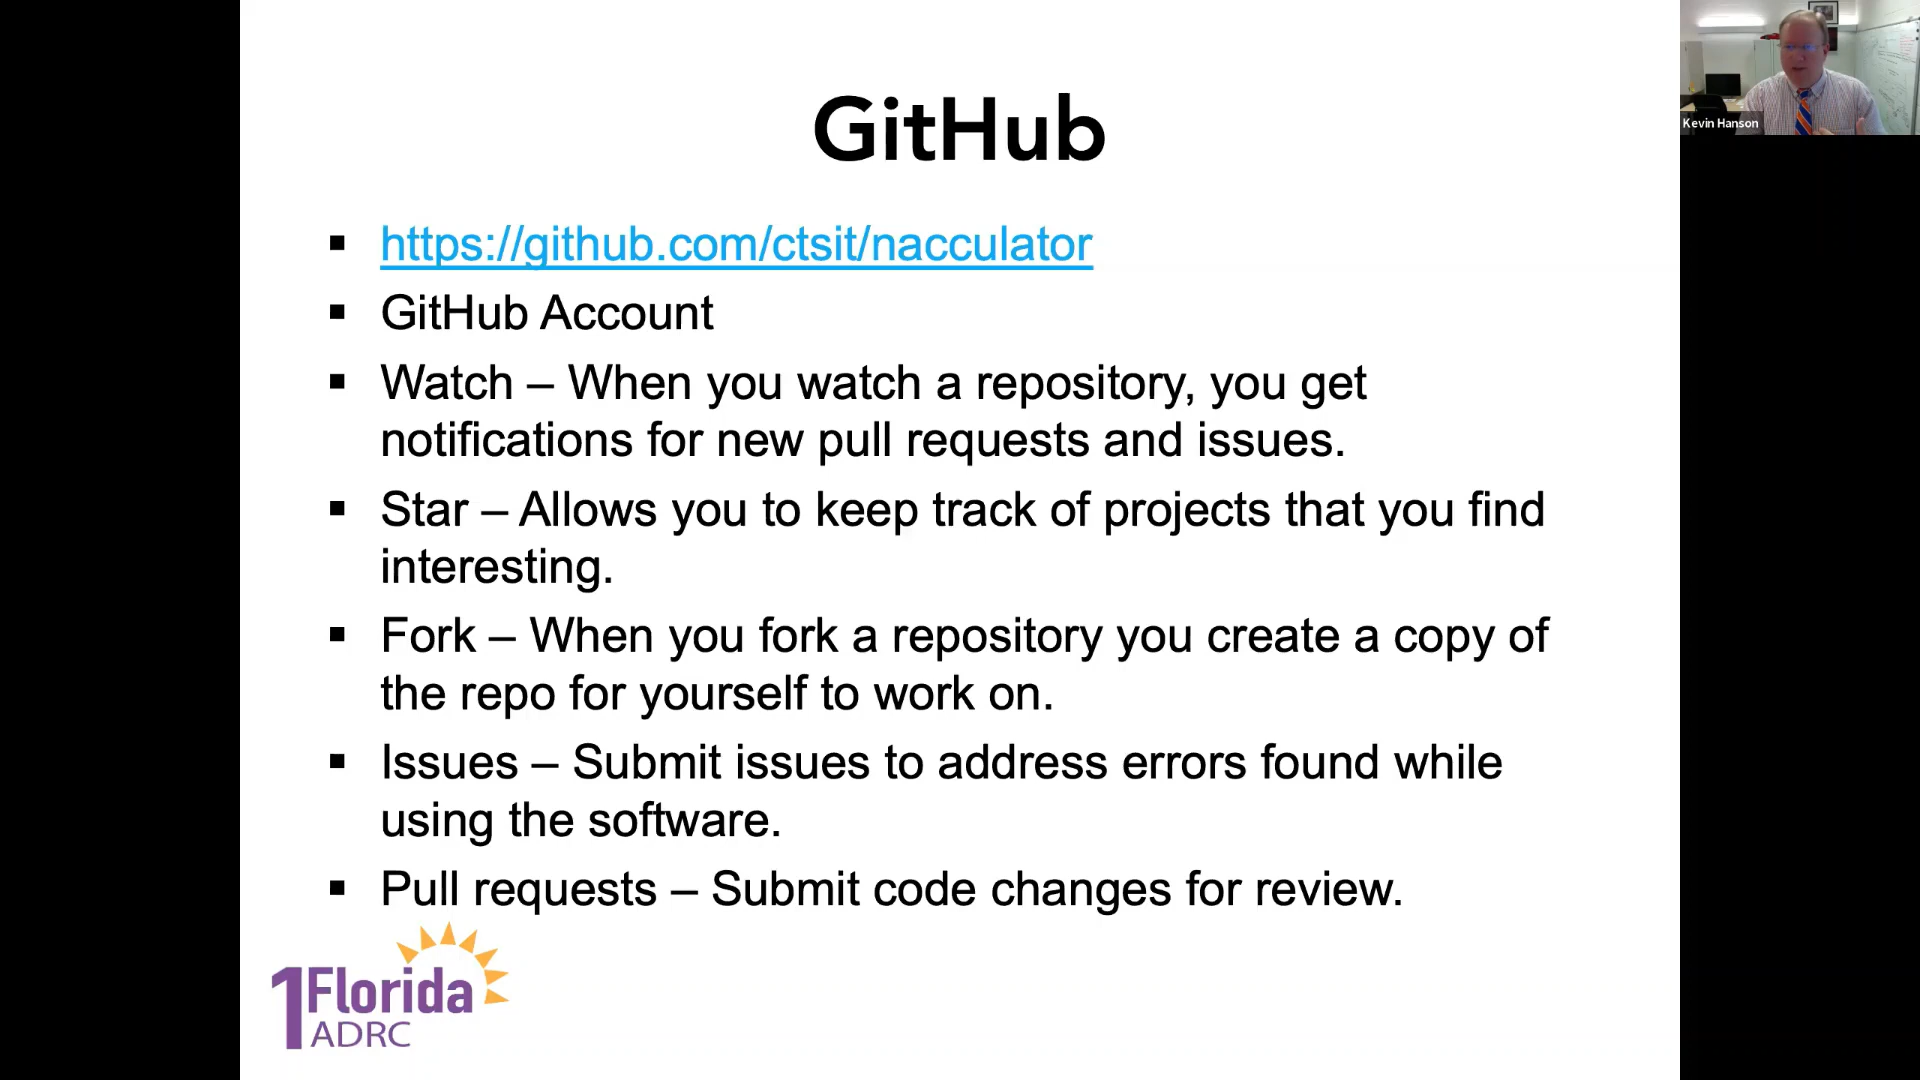 GitHub
Kevin Hanson
▪ https://github.com/ctsit/nacculator
▪ GitHub Account
▪ Watch – When you watch a repository, you get
notifications for new pull requests and issues.
▪ Star – Allows you to keep track of projects that you find
interesting.
▪ Fork – When you fork a repository you create a copy of
the repo for yourself to work on.
▪ Issues – Submit issues to address errors found while
using the software.
▪ Pull requests – Submit code changes for review.
1Florida
ADRC